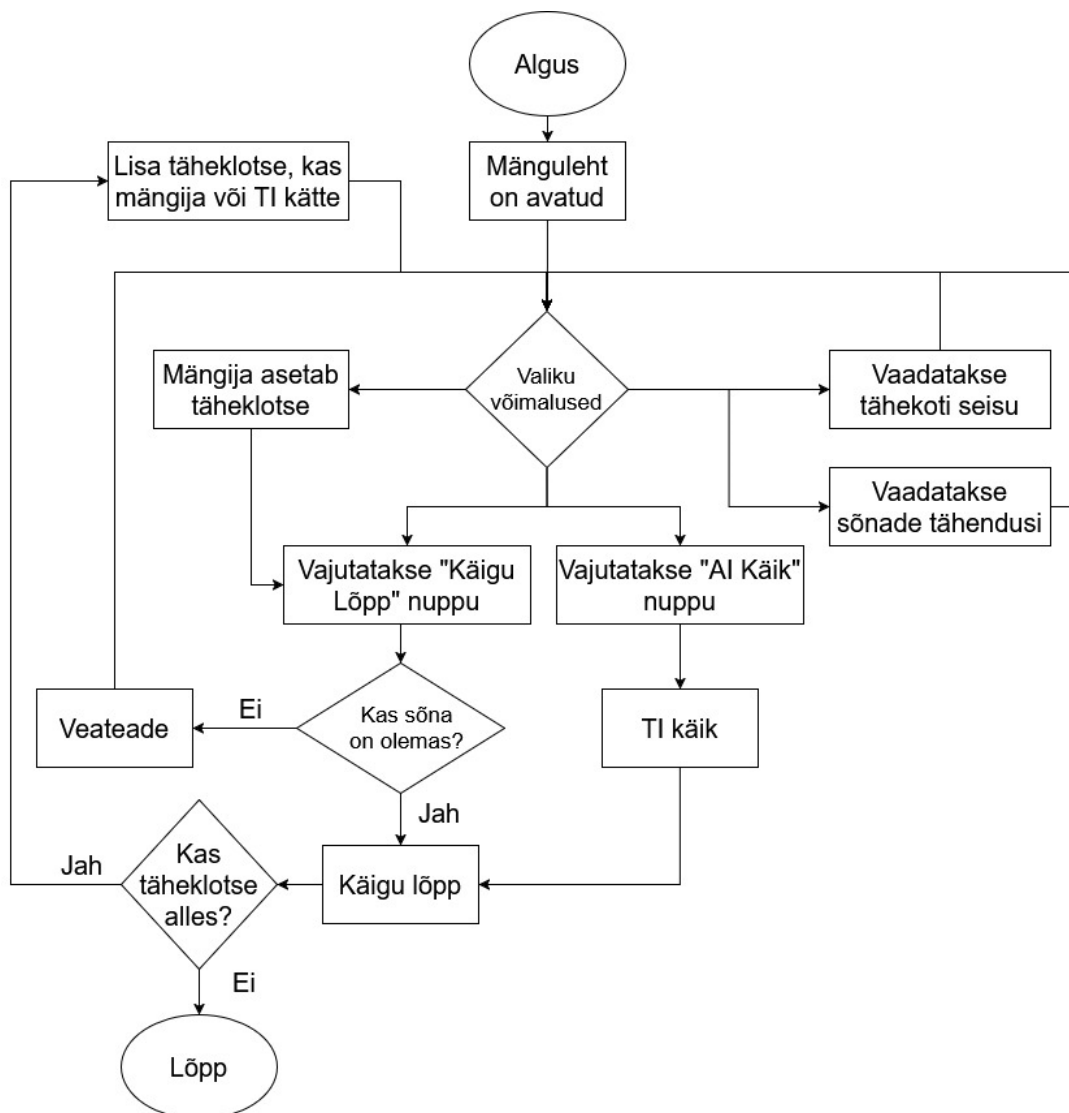 Algus
Lisa täheklotse, kas
mängija või TI kätte
Mänguleht
on avatud
Mängija asetab
täheklotse
Valiku
võimalused
Vaadatakse
tähekoti seisu
Vaadatakse
sõnade tähendusi
Vajutatakse "Käigu
Lõpp" nuppu
Vajutatakse "AI Käik"
nuppu
Veateade
Ei
Kas sõna
on olemas?
TI käik
Jah
Jah
Kas
täheklotse
alles?
Käigu lõpp
Ei
Lõpp